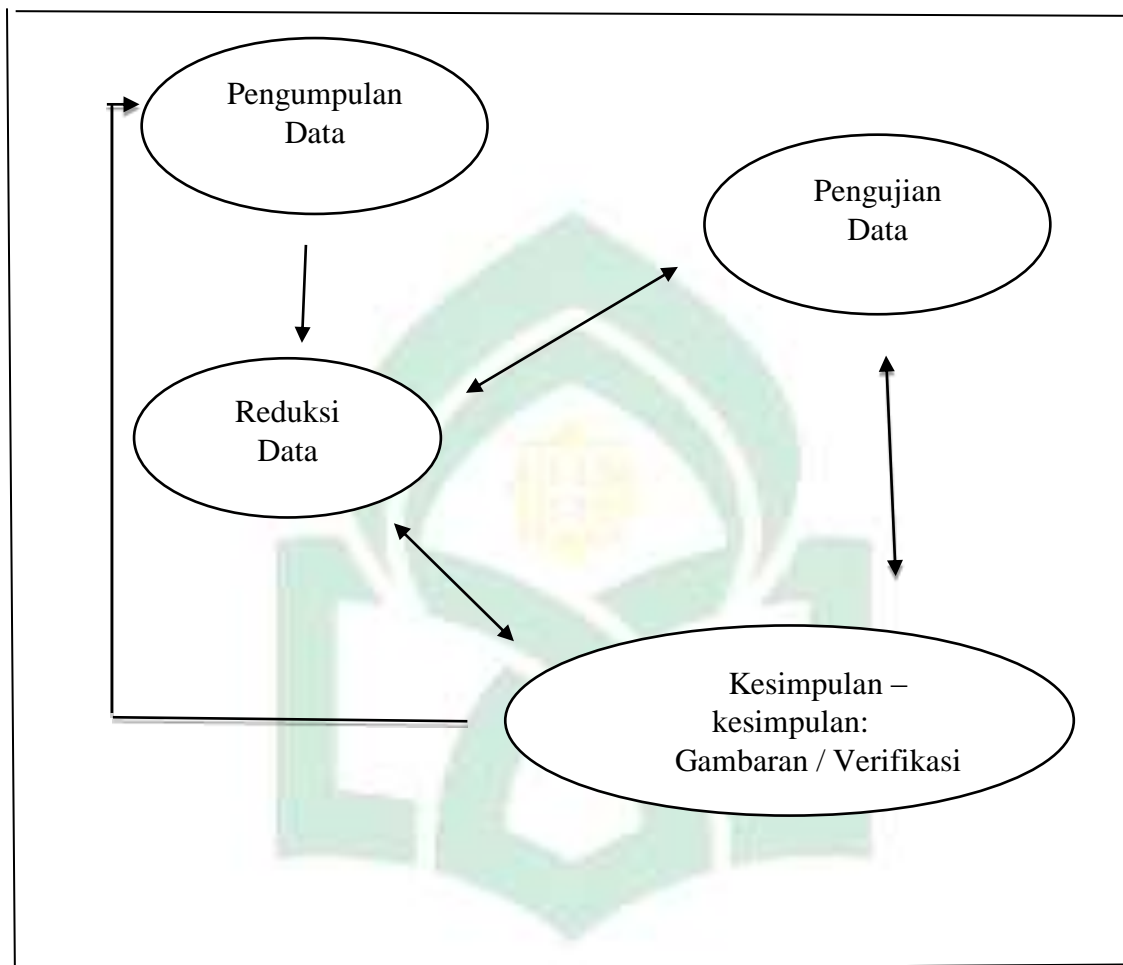 Pengumpulan
Data
Pengujian
Data
Reduksi
Data
Kesimpulan –
kesimpulan:
Gambaran / Verifikasi